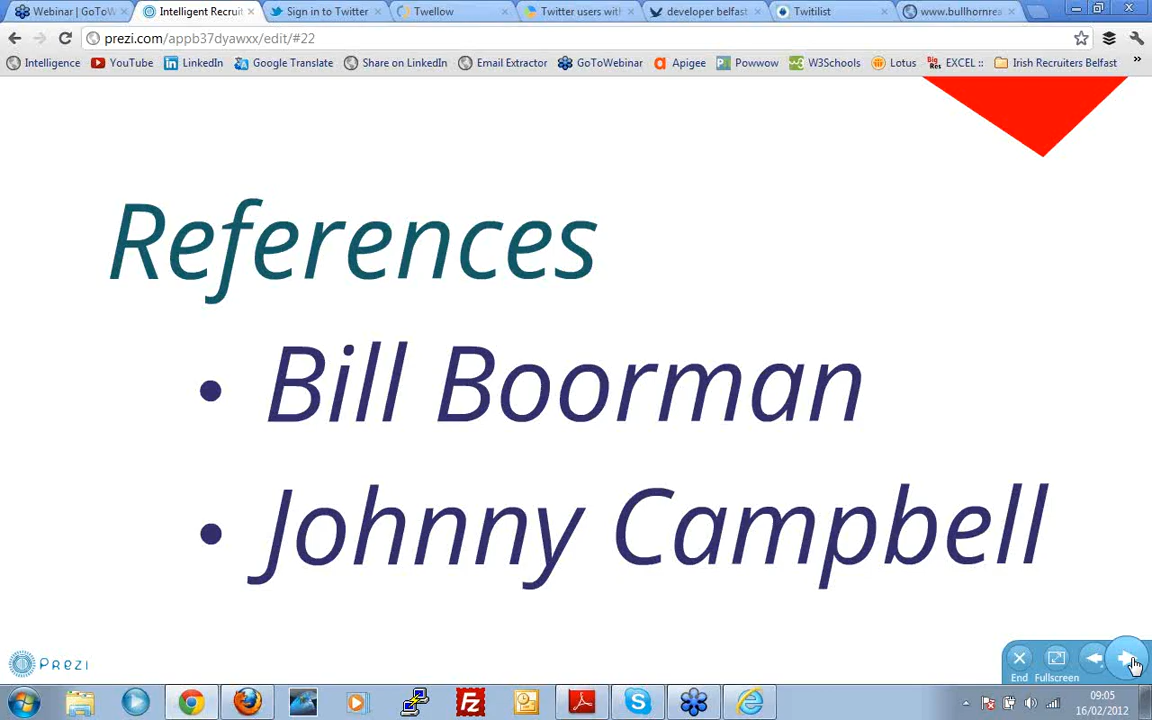 Webinar | GoToW
Intelligent Recruit
Sign in to Twitter
Twellow
Twitter users with
developer belfast
Twitilist
www.bullhornrea
prezi.com/appb37dyawxx/edit/#22
Intelligence
YouTube
LinkedIn
Google Translate
Share on LinkedIn
Email Extractor
GoToWebinar
Apigee
Powwow
W3Schools
Lotus
EXCEL ::
Irish Recruiters Belfast
»
References
• Bill Boorman
• Johnny Campbell
Prezi
End
Fullscreen
09:05
16/02/2012